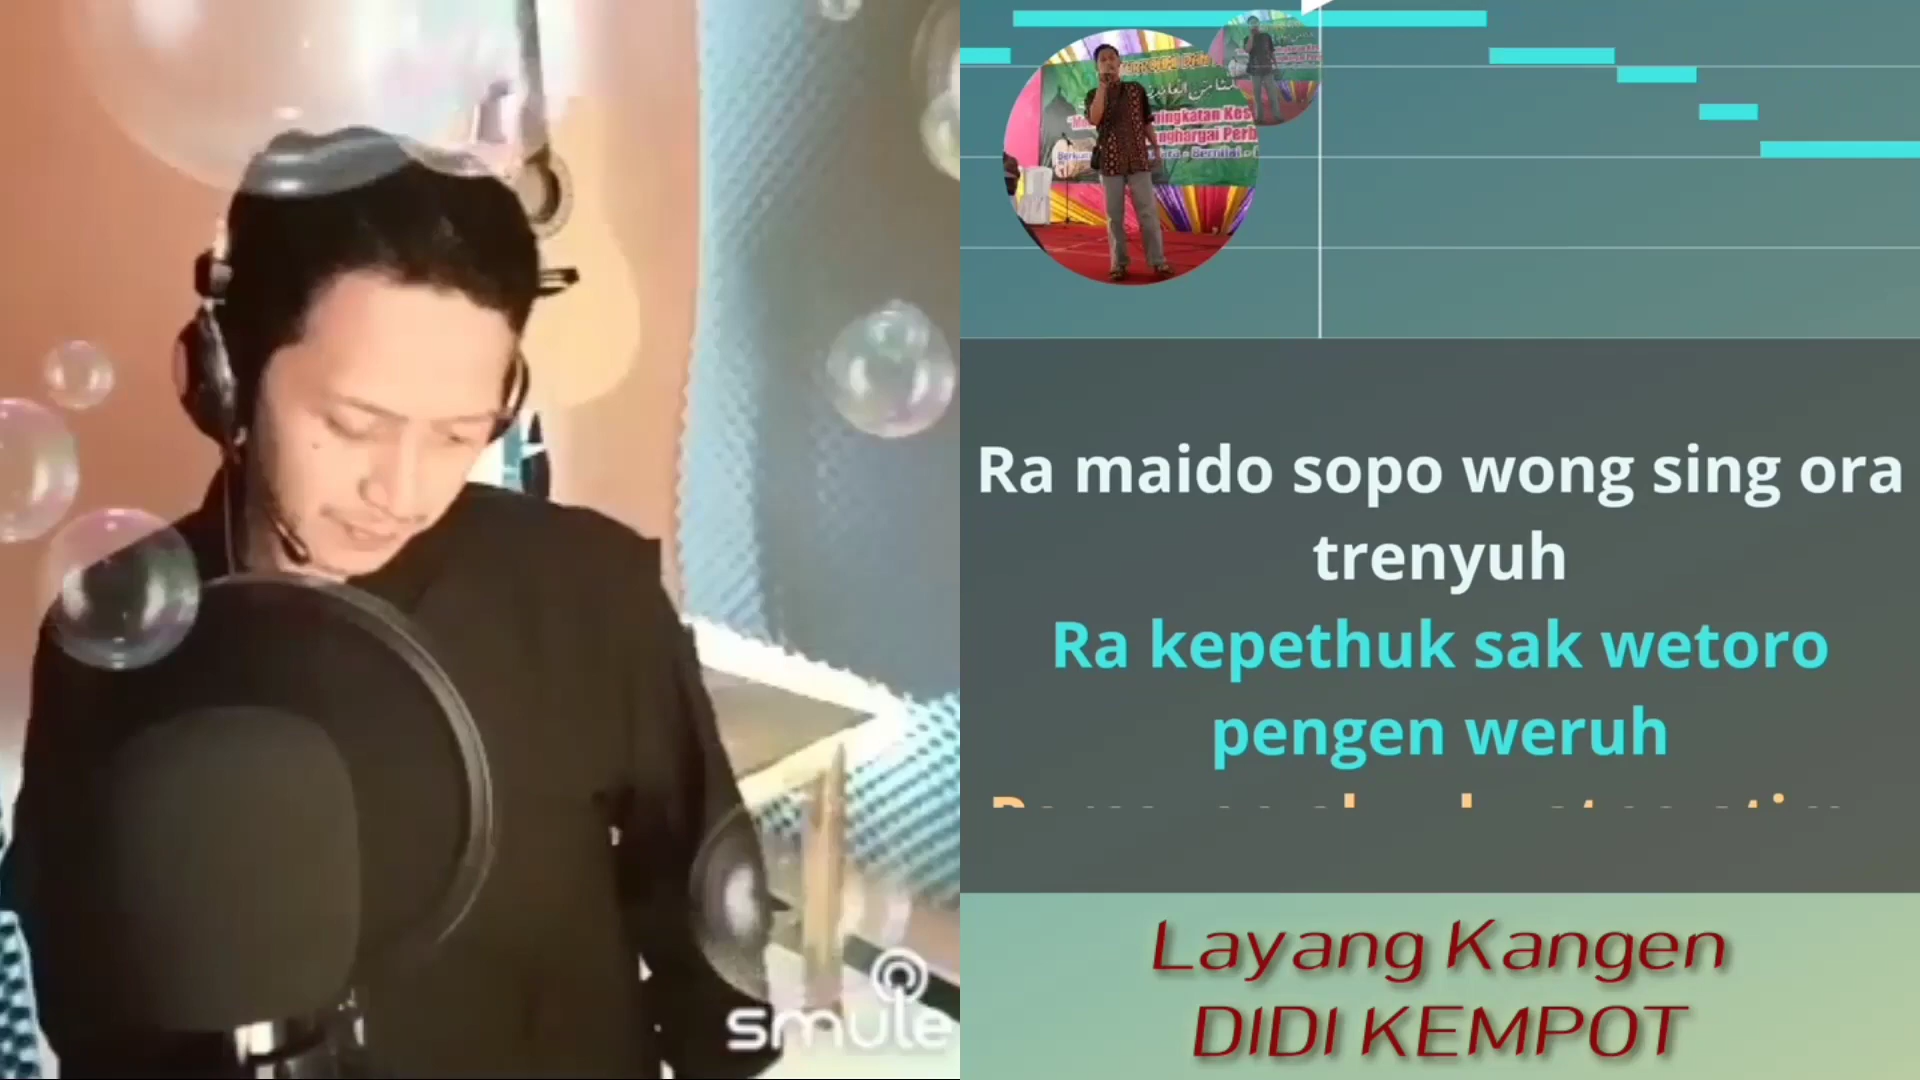 smule
Ra maido sopo wong sing ora
trenyuh
Ra kepethuk sak wetoro
pengen weruh
Layang Kangen
DIDI KEMPOT